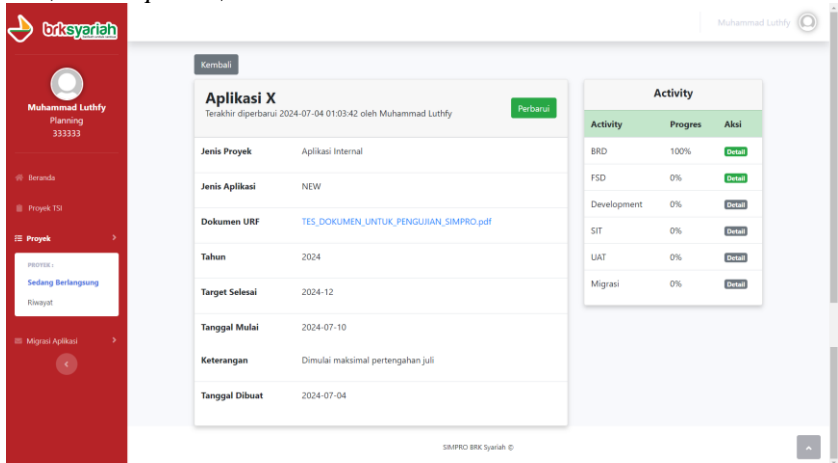 brksyariah
Muhammad Luthfy
Muhammad Luthfy
Planning
333333
Beranda
Proyek TSI
Proyek
PROYEK :
Sedang Berlangsung
Riwayat
Migrasi Aplikasi
Kembali
Aplikasi X
Terakhir diperbarui 2024-07-04 01:03:42 oleh Muhammad Luthfy
Perbarui
Jenis Proyek Aplikasi Internal
Jenis Aplikasi NEW
Dokumen URF TES_DOKUMEN_UNTUK_PENGUJIAN_SIMPRO.pdf
Tahun 2024
Target Selesai 2024-12
Tanggal Mulai 2024-07-10
Keterangan Dimulai maksimal pertengahan juli
Tanggal Dibuat 2024-07-04
Activity
Activity Progres Aksi
BRD 100% Detail
FSD 0% Detail
Development 0% Detail
SIT 0% Detail
UAT 0% Detail
Migrasi 0% Detail
SIMPRO BRK Syariah ©